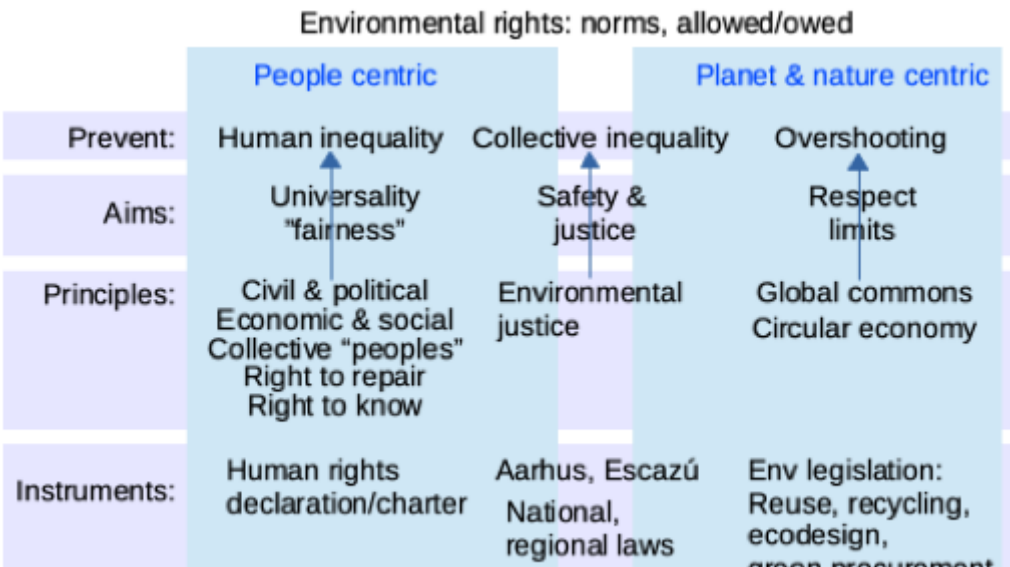 Environmental rights: norms, allowed/owed
People centric
Planet & nature centric
Prevent:
Human inequality
Collective inequality
Overshooting
Aims:
Universality
”fairness”
Safety &
justice
Respect
limits
Principles:
Civil & political
Economic & social
Collective “peoples”
Right to repair
Right to know
Environmental
justice
Global commons
Circular economy
Instruments:
Human rights
declaration/charter
Aarhus, Escazú
National,
regional laws
Env legislation:
Reuse, recycling,
ecodesign,
green procurement